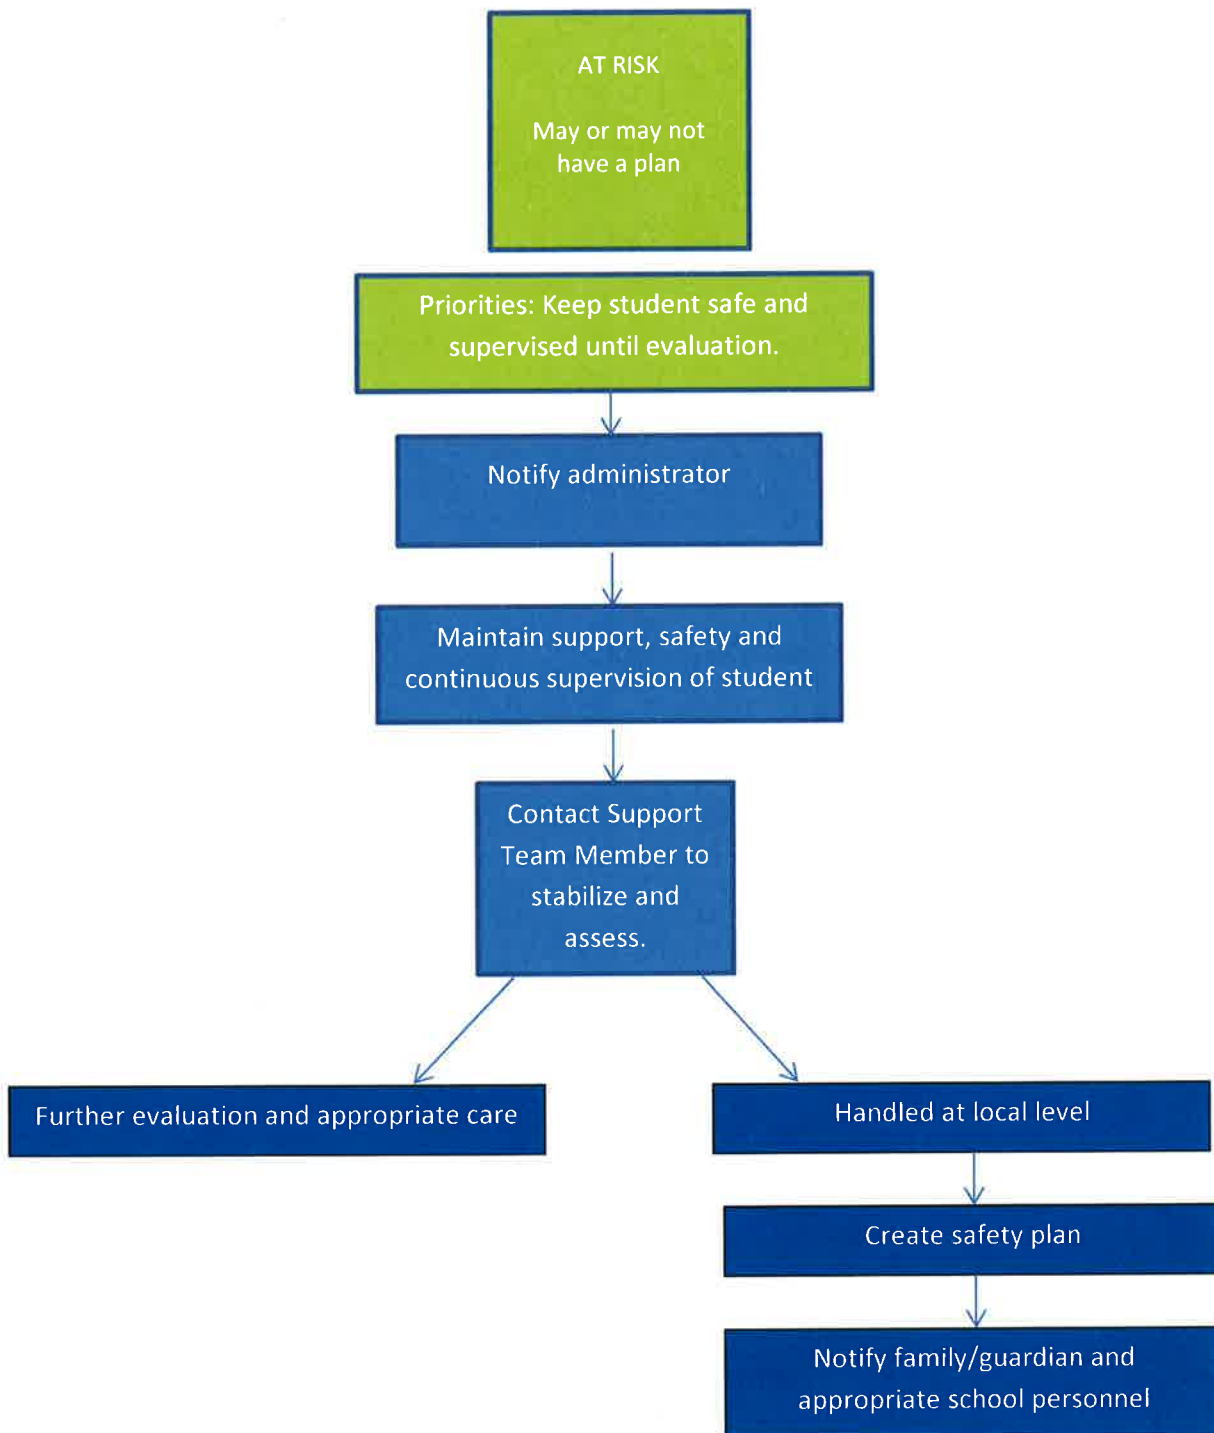 AT RISK
May or may not
have a plan
Priorities: Keep student safe and
supervised until evaluation.
Notify administrator
Maintain support, safety and
continuous supervision of student
Contact Support
Team Member to
stabilize and
assess.
Further evaluation and appropriate care
Handled at local level
Create safety plan
Notify family/guardian and
appropriate school personnel